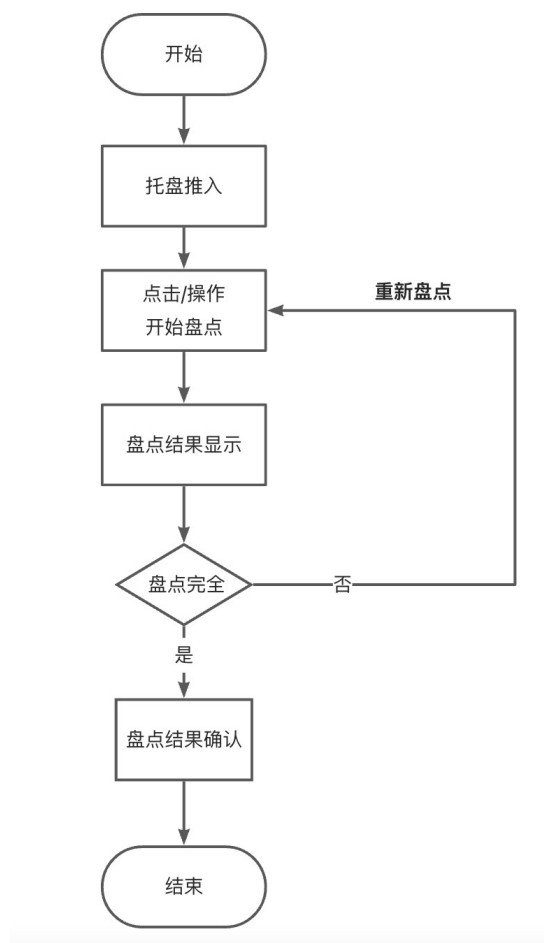 开始
托盘推入
点击/操作
开始盘点
重新盘点
盘点结果显示
盘点完全
否
是
盘点结果确认
结束